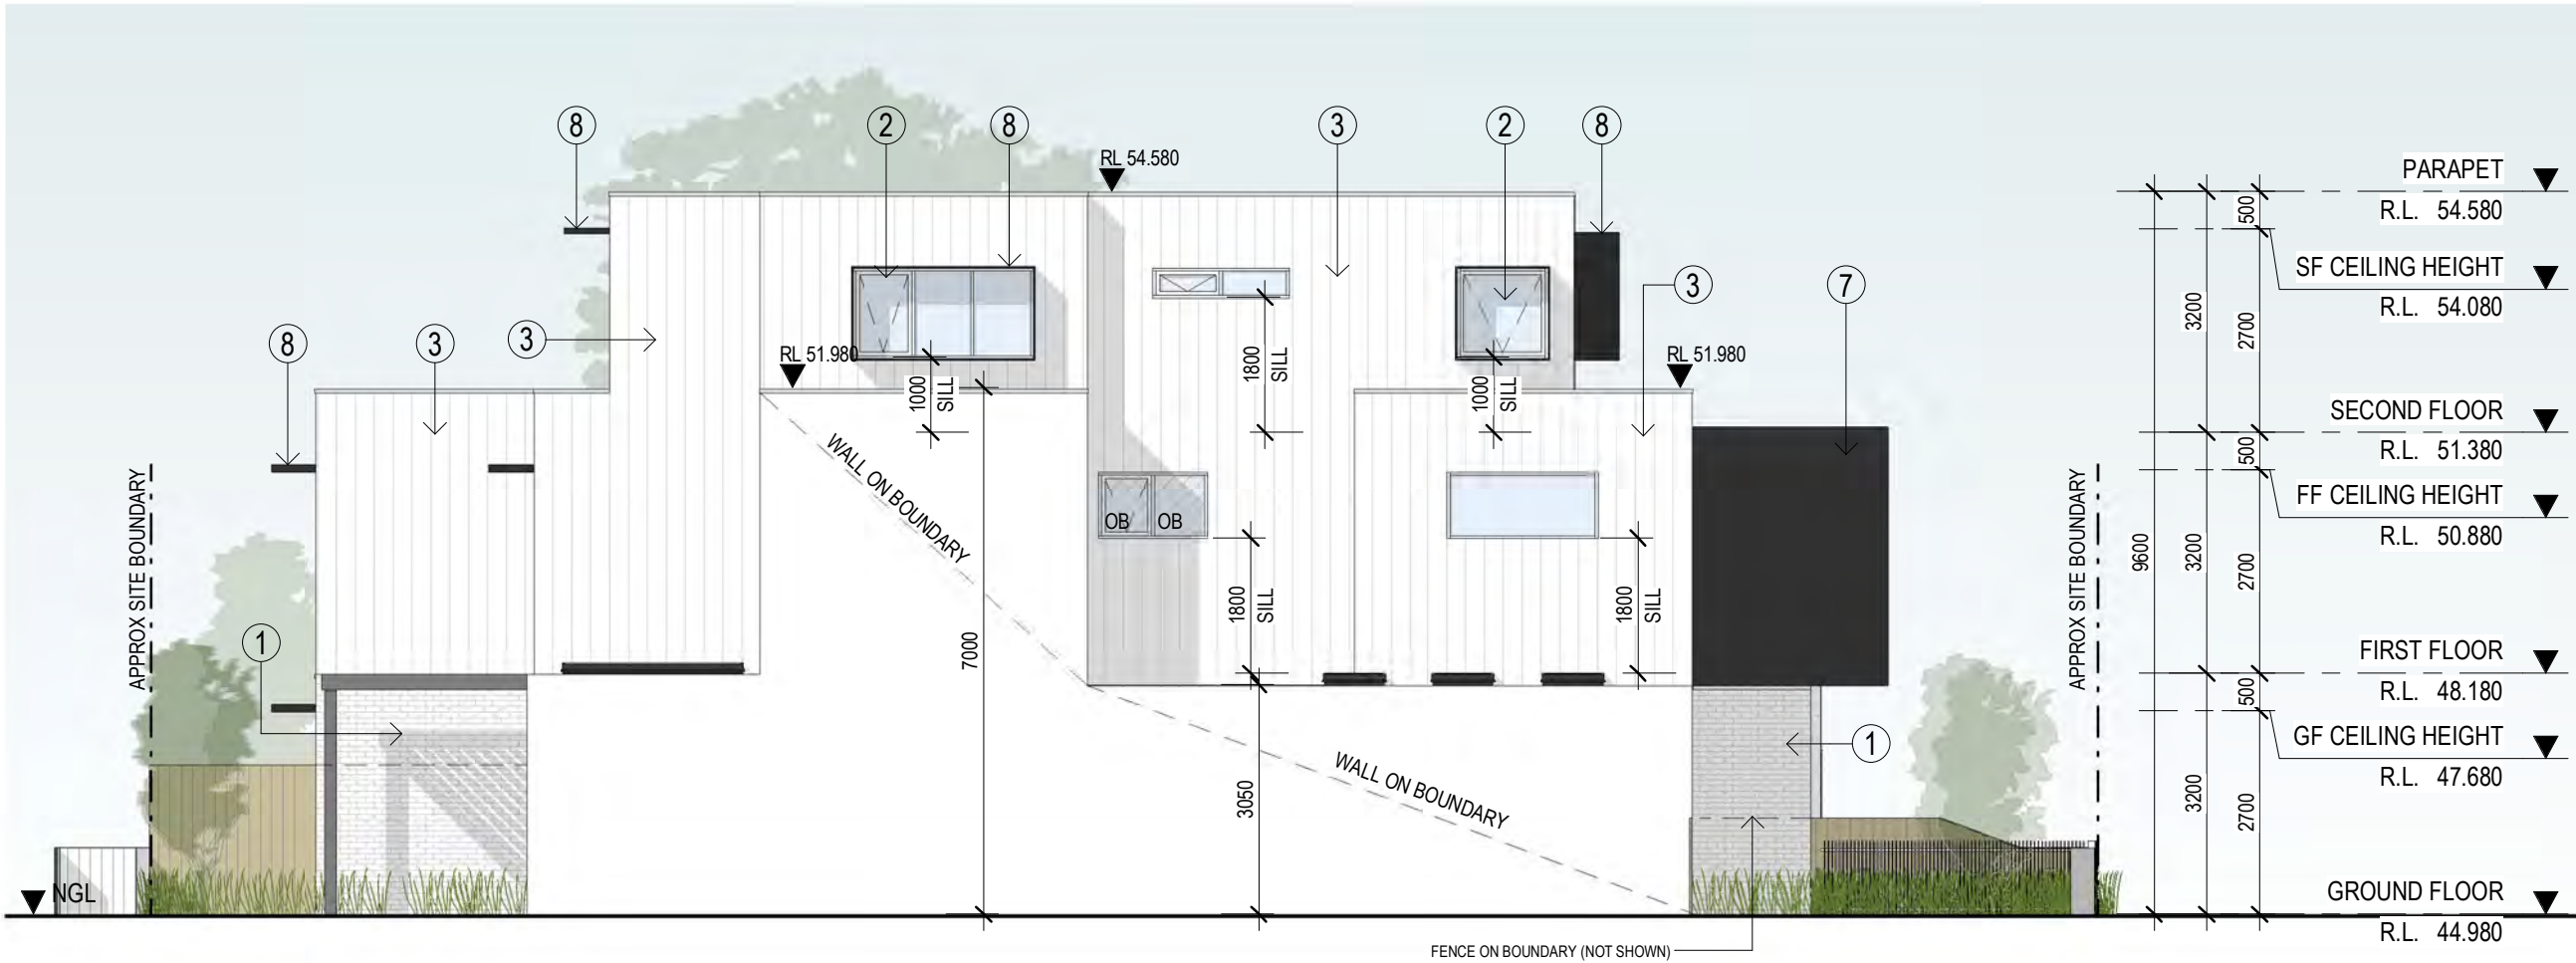 8
2
8
3
2
8
RL 54.580
PARAPET
R.L. 54.580
500
SF CEILING HEIGHT
R.L. 54.080
3
7
8
3
3
RL 51.980
RL 51.980
1000
SILL
1800
SILL
1000
SILL
3200
2700
SECOND FLOOR
R.L. 51.380
500
FF CEILING HEIGHT
R.L. 50.880
WALL ON BOUNDARY
OB
OB
APPROX SITE BOUNDARY
APPROX SITE BOUNDARY
9600
3200
2700
1800
SILL
1800
SILL
1
7000
FIRST FLOOR
R.L. 48.180
500
GF CEILING HEIGHT
R.L. 47.680
1
3050
WALL ON BOUNDARY
3200
2700
NGL
GROUND FLOOR
R.L. 44.980
FENCE ON BOUNDARY (NOT SHOWN)